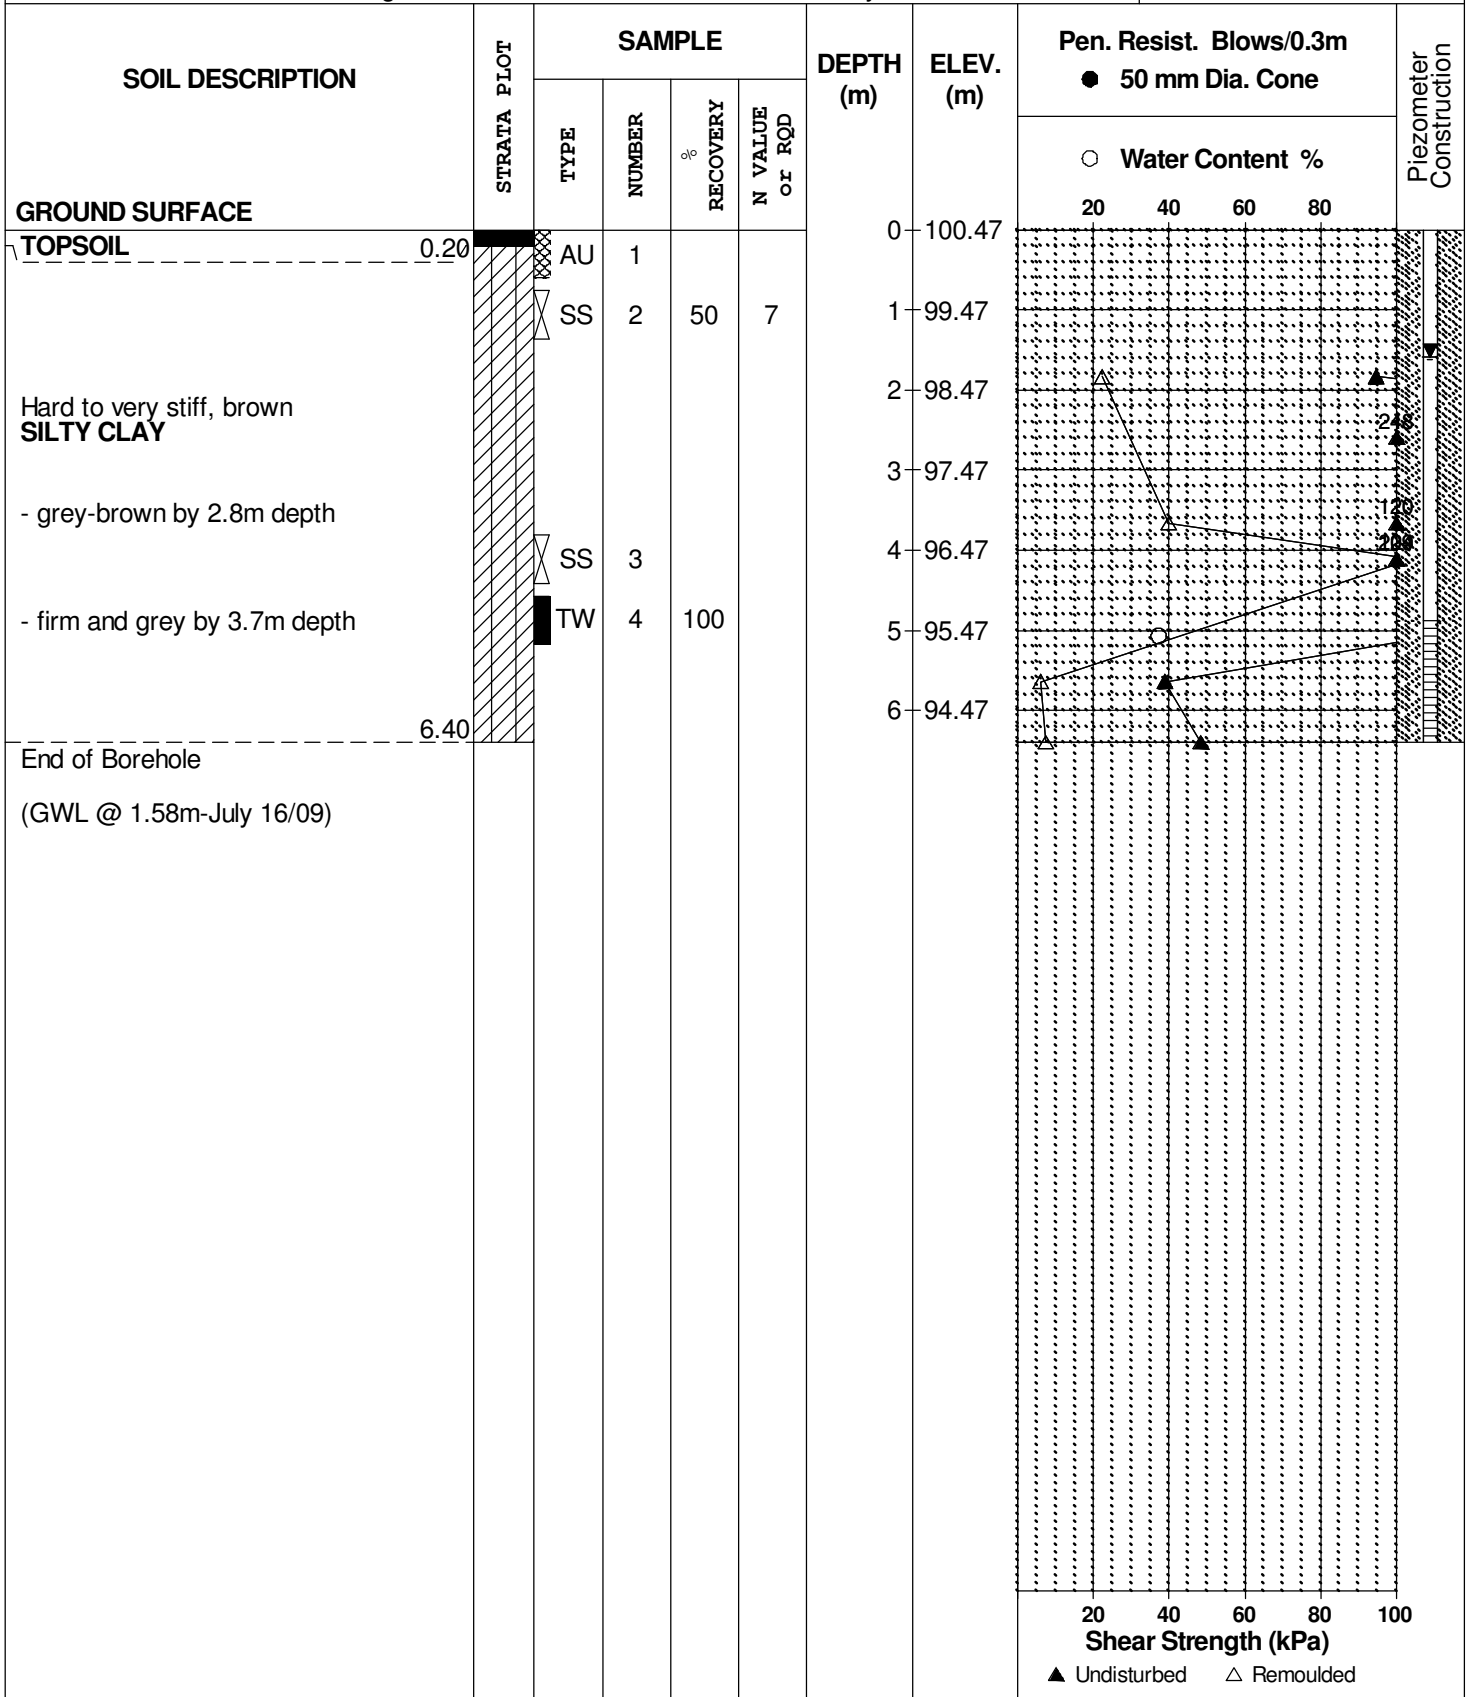 SOIL DESCRIPTION
STRATA PLOT
SAMPLE
TYPE
NUMBER
% RECOVERY
N VALUE or RQD
DEPTH (m)
ELEV. (m)
Pen. Resist. Blows/0.3m
● 50 mm Dia. Cone
○ Water Content %
20 40 60 80
Piezometer Construction
GROUND SURFACE
TOPSOIL 0.20
AU 1
0 100.47
SS 2 50 7
1 99.47
2 98.47
Hard to very stiff, brown
SILTY CLAY
3 97.47
- grey-brown by 2.8m depth
120
SS 3
4 96.47
- firm and grey by 3.7m depth
TW 4 100
5 95.47
6 94.47
6.40
End of Borehole
(GWL @ 1.58m-July 16/09)
20 40 60 80 100
Shear Strength (kPa)
▲ Undisturbed △ Remoulded